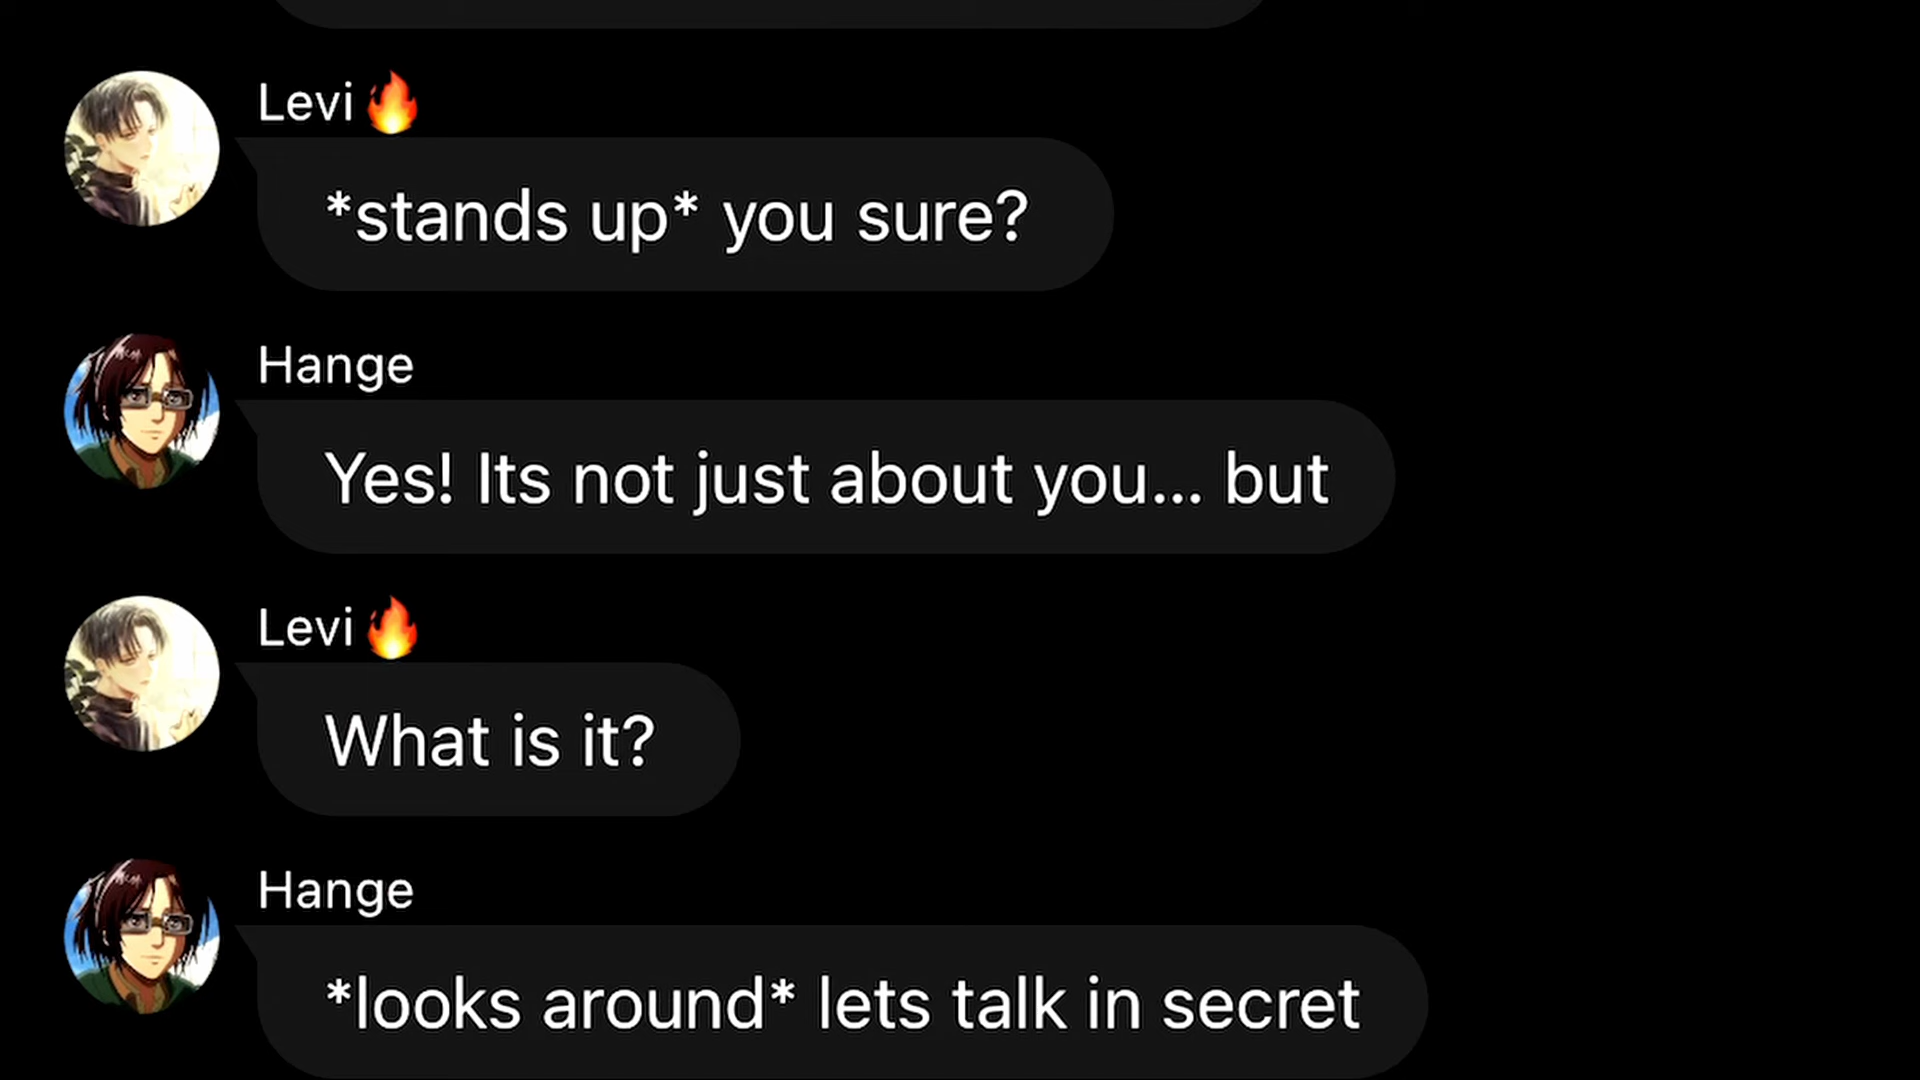 Levi🔥
*stands up* you sure?
Hange
Yes! Its not just about you... but
Levi🔥
What is it?
Hange
*looks around* lets talk in secret